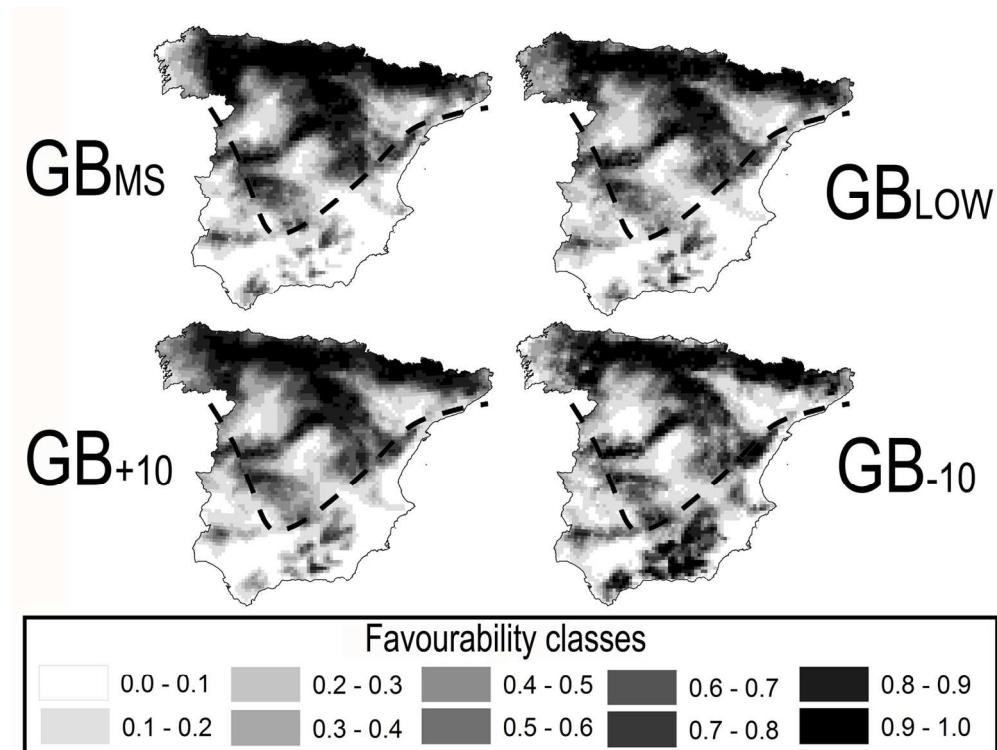 GBMS
GBLOW
GB+10
GB-10
Favourability classes
0.0 - 0.1 0.2 - 0.3 0.4 - 0.5 0.6 - 0.7 0.8 - 0.9
0.1 - 0.2 0.3 - 0.4 0.5 - 0.6 0.7 - 0.8 0.9 - 1.0